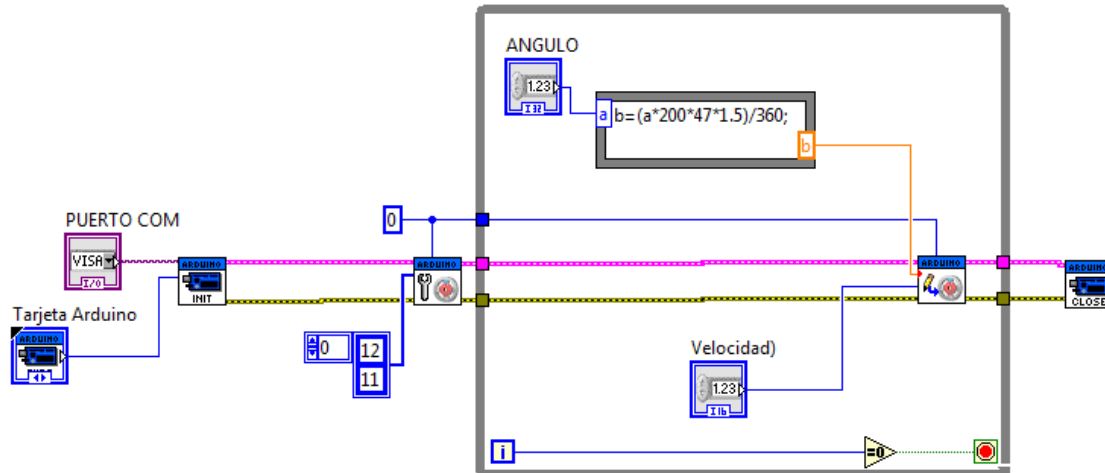 ANGULO
1.23
I32
a
b=(a*200*47*1.5)/360;
b
0
PUERTO COM
VISA
I/O
ARDUINO
INIT
ARDUINO
ARDUINO
ARDUINO
CLOSE
Tarjeta Arduino
ARDUINO
0
12
11
Velocidad)
1.23
I16
i
=0